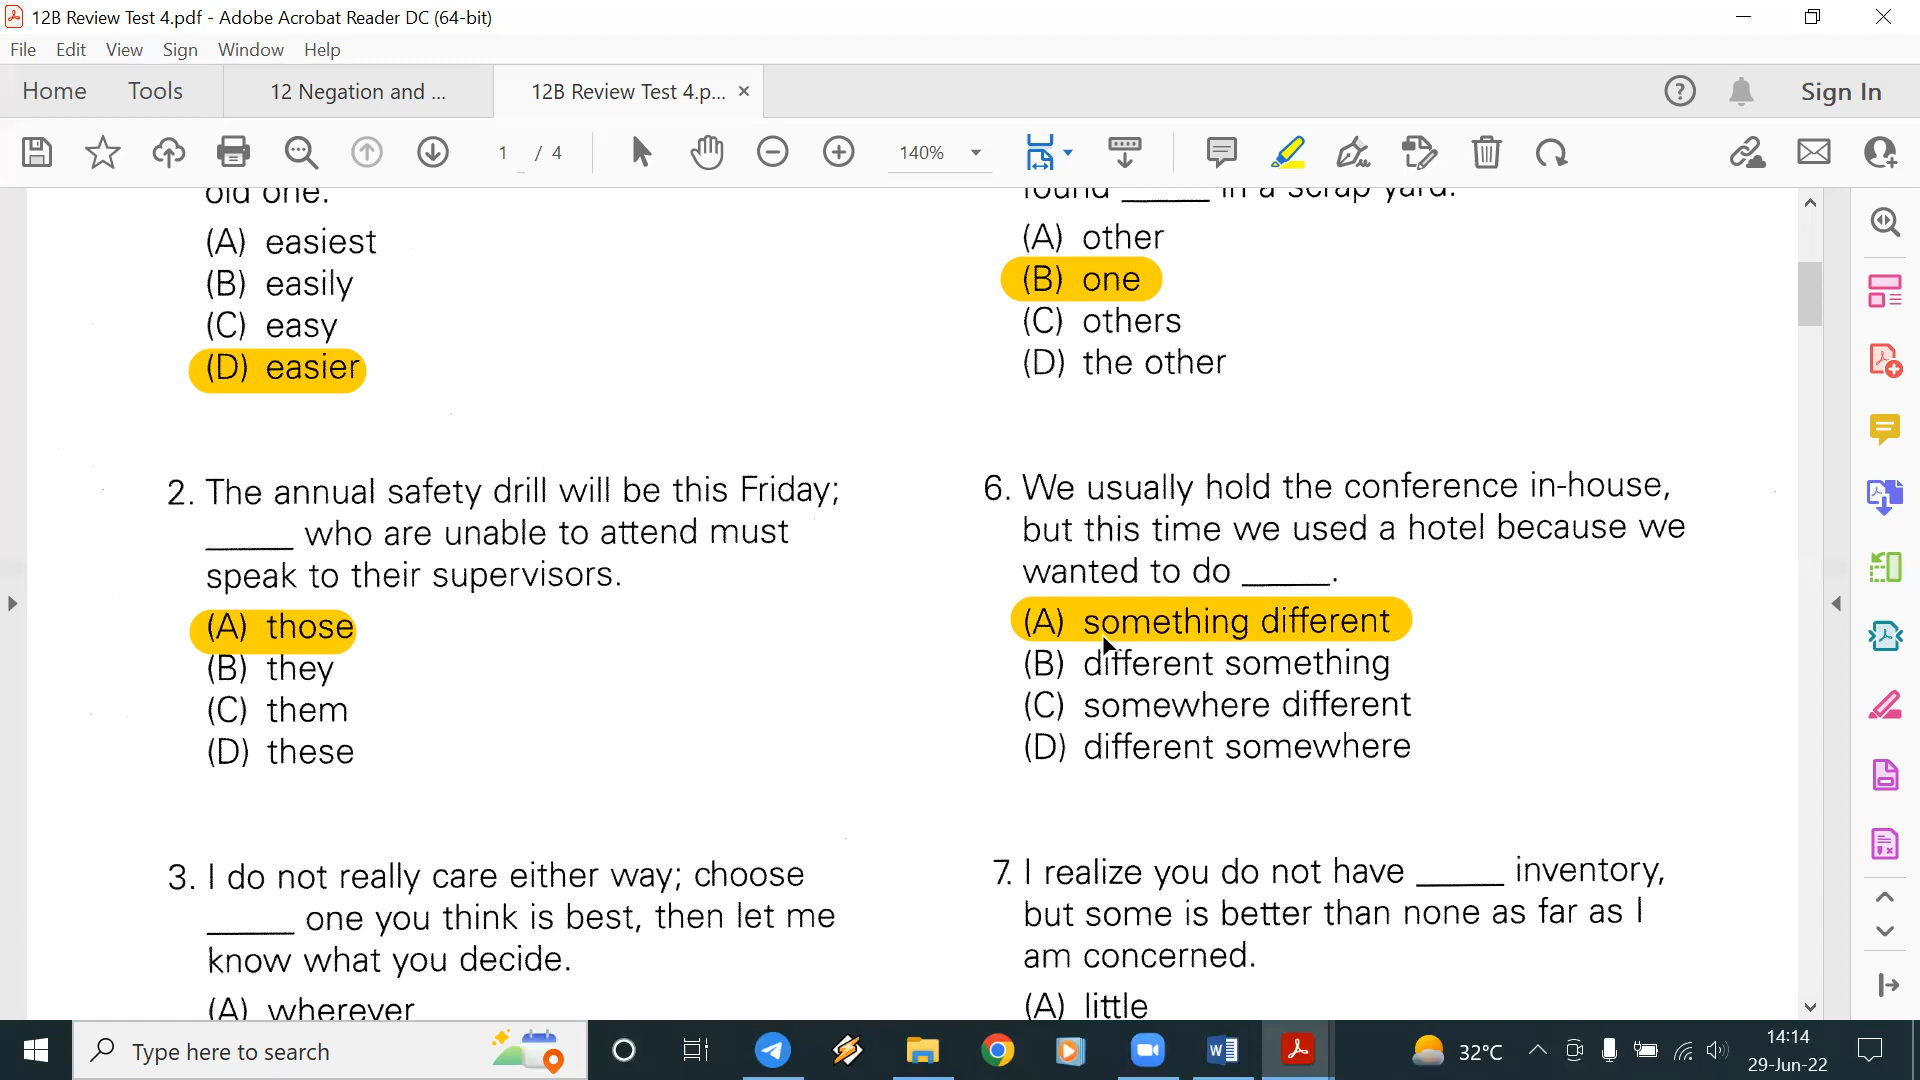 12B Review Test 4.pdf - Adobe Acrobat Reader DC (64-bit)
File Edit View Sign Window Help
Home Tools 12 Negation and ... 12B Review Test 4.p... × Sign In
1 / 4 140%
old one.
(A) easiest
(B) easily
(C) easy
(D) easier
2. The annual safety drill will be this Friday;
_____ who are unable to attend must
speak to their supervisors.
(A) those
(B) they
(C) them
(D) these
3. I do not really care either way; choose
_____ one you think is best, then let me
know what you decide.
(A) wherever
found _____ in a scrap yard.
(A) other
(B) one
(C) others
(D) the other
6. We usually hold the conference in-house,
but this time we used a hotel because we
wanted to do _____.
(A) something different
(B) different something
(C) somewhere different
(D) different somewhere
7. I realize you do not have _____ inventory,
but some is better than none as far as I
am concerned.
(A) little
Type here to search
32°C
14:14
29-Jun-22